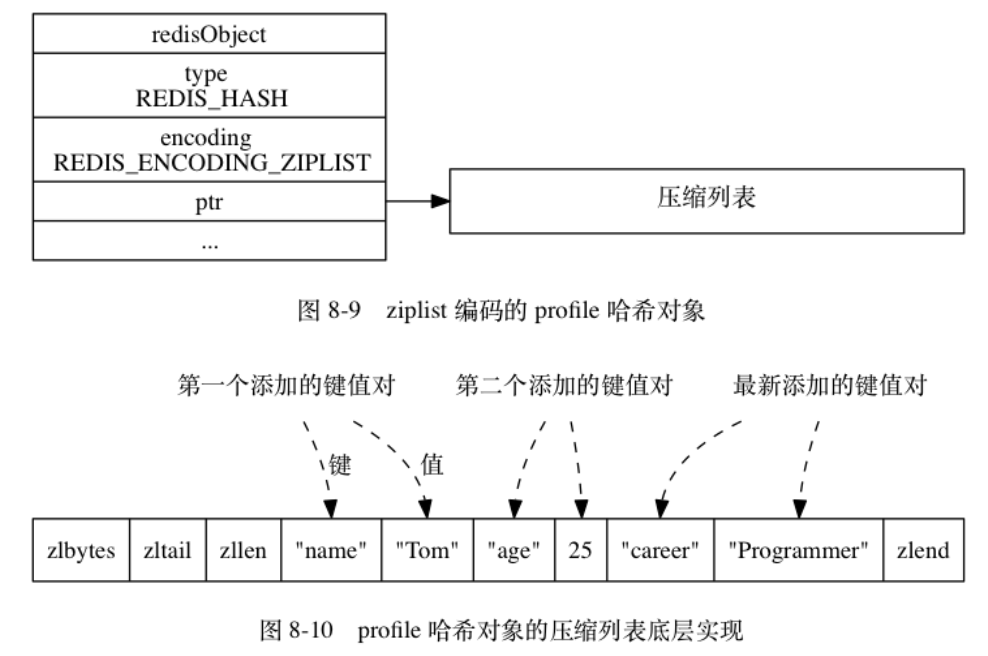 redisObject
type
REDIS_HASH
encoding
REDIS_ENCODING_ZIPLIST
ptr
压缩列表
...
图 8-9 ziplist 编码的 profile 哈希对象
第一个添加的键值对 第二个添加的键值对 最新添加的键值对
键 值
zlbytes zltail zllen "name" "Tom" "age" 25 "career" "Programmer" zlend
图 8-10 profile 哈希对象的压缩列表底层实现